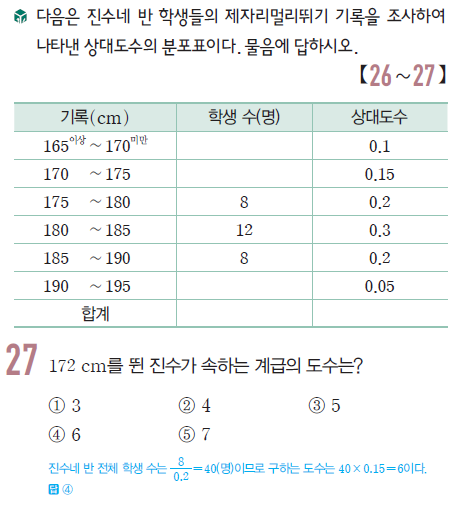 다음은 진수네 반 학생들의 제자리멀리뛰기 기록을 조사하여
나타낸 상대도수의 분포표이다. 물음에 답하시오.
【26~27】
기록(cm) 학생 수(명) 상대도수
165이상 ~ 170미만 0.1
170 ~ 175 0.15
175 ~ 180 8 0.2
180 ~ 185 12 0.3
185 ~ 190 8 0.2
190 ~ 195 0.05
합계
27 172 cm를 뛴 진수가 속하는 계급의 도수는?
① 3 ② 4 ③ 5
④ 6 ⑤ 7
진수네 반 전체 학생 수는 8/0.2=40(명)이므로 구하는 도수는 40×0.15=6이다.
답 ④